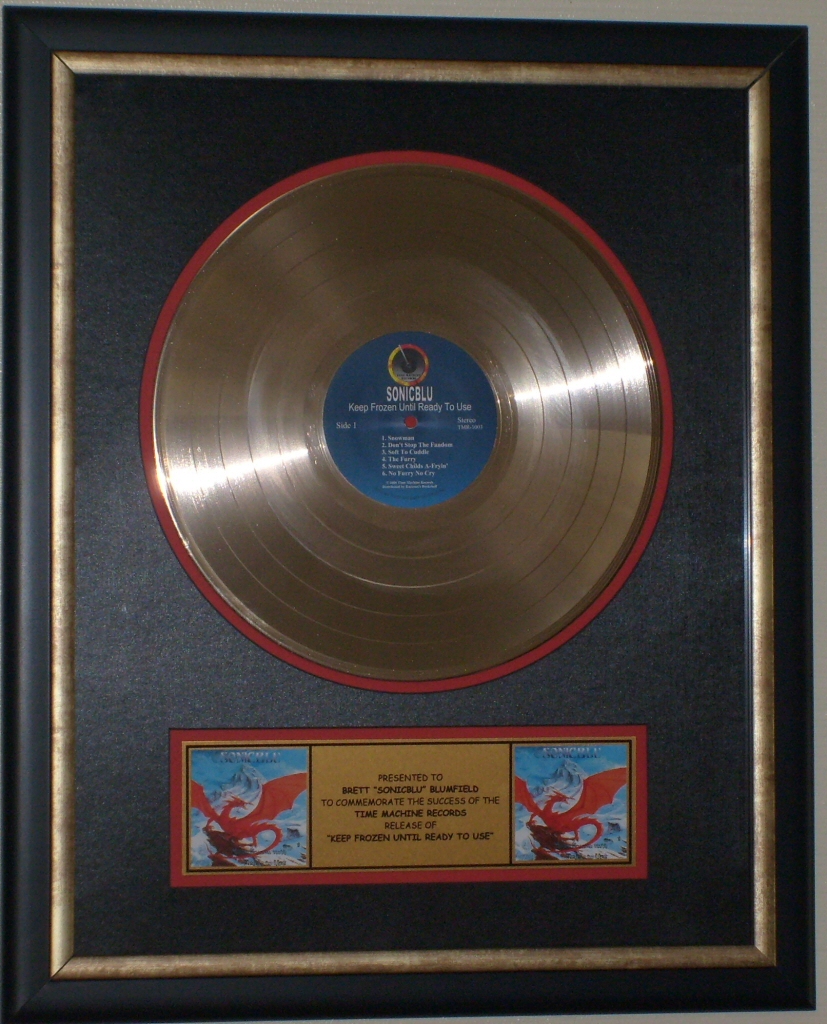 SONICBLU
Keep Frozen Until Ready To Use
Side 1
Stereo
1. Snowman
2. Don't Stop The Fandom
3. Soft To Cuddle
4. The Furry
5. Sweet Childs A-Fryin'
6. No Furry No Cry
SONICBLU
PRESENTED TO
BRETT "SONICBLU" BLUMFIELD
TO COMMEMORATE THE SUCCESS OF THE
TIME MACHINE RECORDS
RELEASE OF
"KEEP FROZEN UNTIL READY TO USE"
SONICBLU